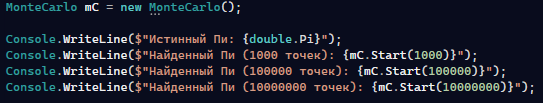 MonteCarlo mC = new MonteCarlo();
Console.WriteLine($"Истинный Пи: {double.Pi}");
Console.WriteLine($"Найденный Пи (1000 точек): {mC.Start(1000)}");
Console.WriteLine($"Найденный Пи (100000 точек): {mC.Start(100000)}");
Console.WriteLine($"Найденный Пи (10000000 точек): {mC.Start(10000000)}");